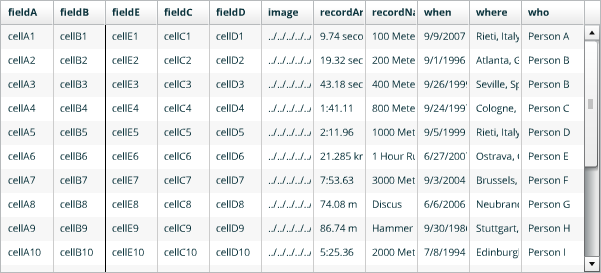 fieldA fieldB fieldE fieldC fieldD image recordAr recordNa when where who
cellA1 cellB1 cellE1 cellC1 cellD1 ../../../../ 9.74 seco 100 Mete 9/9/2007 Rieti, Italy Person A
cellA2 cellB2 cellE2 cellC2 cellD2 ../../../../ 19.32 sec 200 Mete 9/1/1996 Atlanta, G Person B
cellA3 cellB3 cellE3 cellC3 cellD3 ../../../../ 43.18 sec 400 Mete 9/26/199 Seville, Sp Person B
cellA4 cellB4 cellE4 cellC4 cellD4 ../../../../ 1:41.11 800 Mete 9/24/199 Cologne, Person C
cellA5 cellB5 cellE5 cellC5 cellD5 ../../../../ 2:11.96 1000 Met 9/5/1999 Rieti, Italy Person D
cellA6 cellB6 cellE6 cellC6 cellD6 ../../../../ 21.285 kr 1 Hour Ru 6/27/200 Ostrava, Person E
cellA7 cellB7 cellE7 cellC7 cellD7 ../../../../ 7:53.63 3000 Met 9/3/2004 Brussels, Person F
cellA8 cellB8 cellE8 cellC8 cellD8 ../../../../ 74.08 m Discus 6/6/2006 Neubran Person G
cellA9 cellB9 cellE9 cellC9 cellD9 ../../../../ 86.74 m Hammer 9/30/198 Stuttgart, Person H
cellA10 cellB10 cellE10 cellC10 cellD10 ../../../../ 5:25.36 2000 Met 7/8/1994 Edinburg Person I